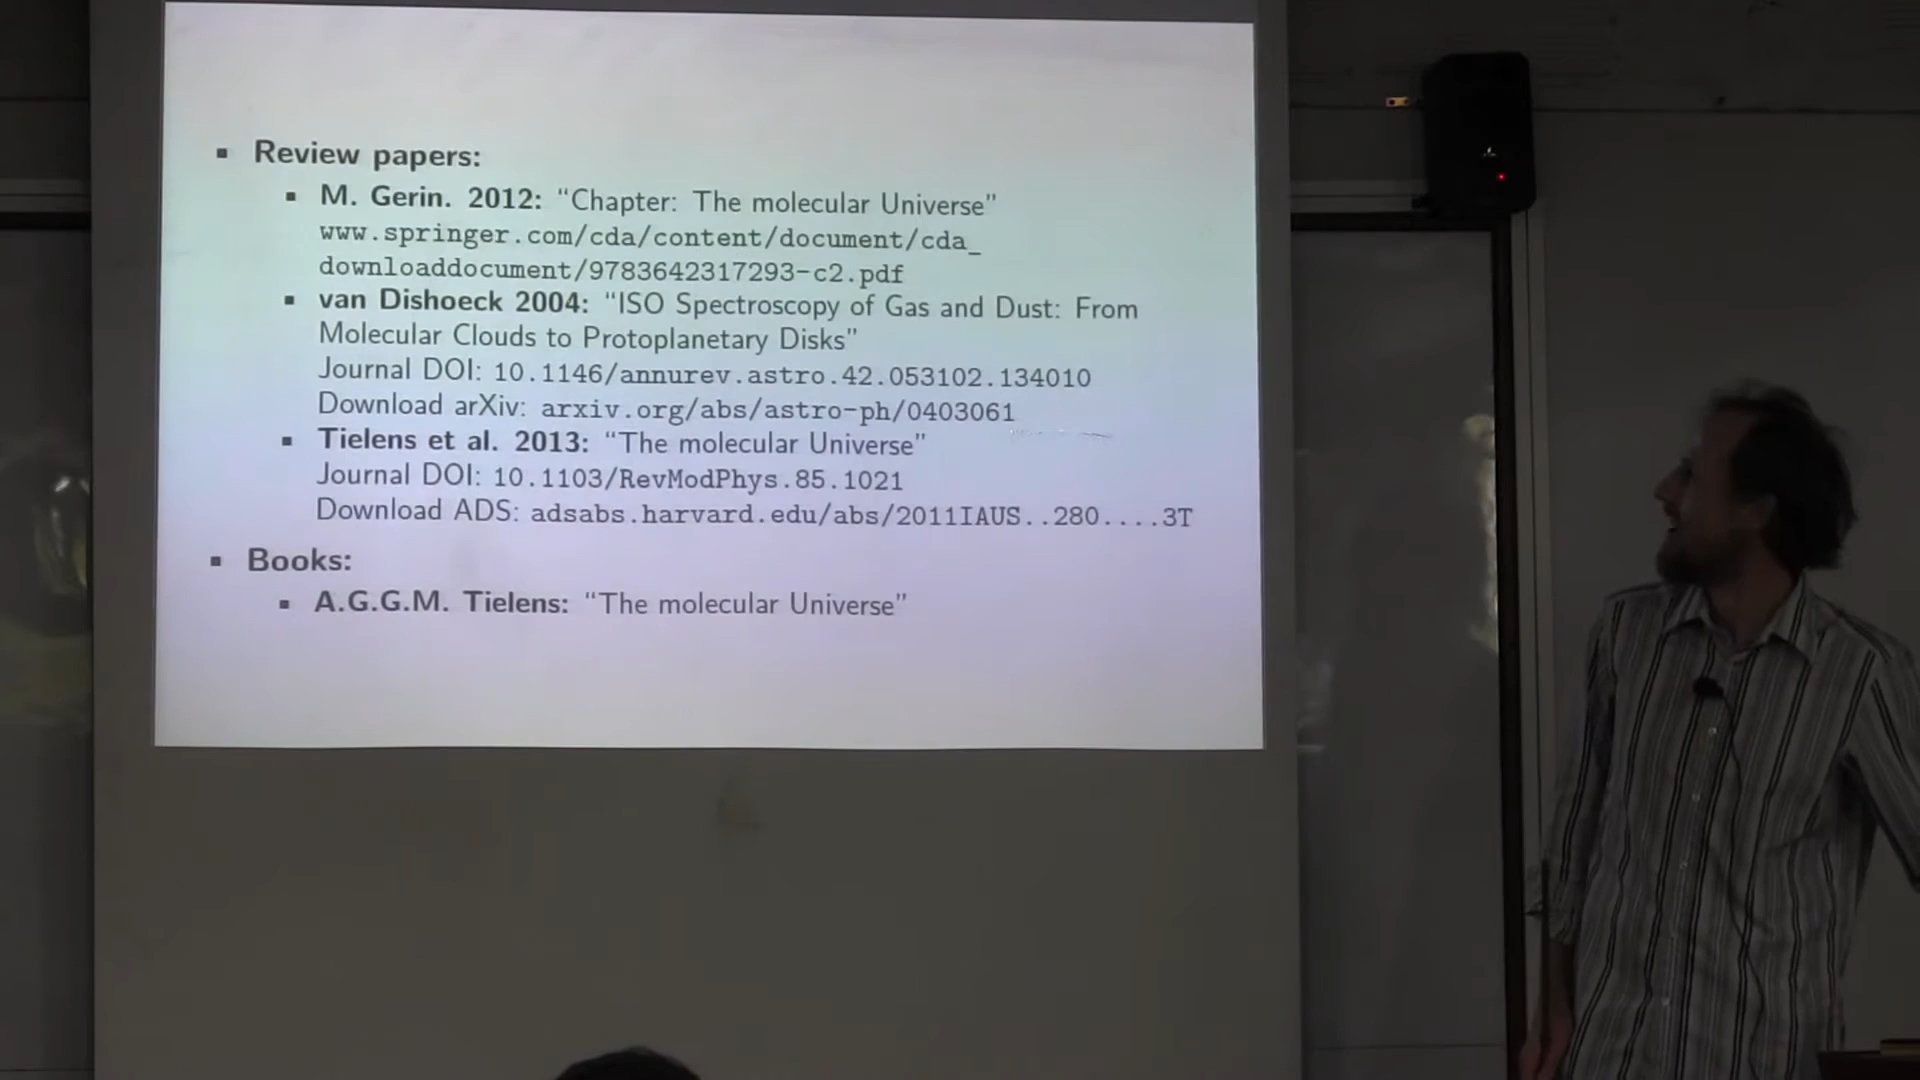 ▪ Review papers:
▪ M. Gerin. 2012: “Chapter: The molecular Universe”
www.springer.com/cda/content/document/cda_
downloaddocument/9783642317293-c2.pdf
▪ van Dishoeck 2004: “ISO Spectroscopy of Gas and Dust: From
Molecular Clouds to Protoplanetary Disks”
Journal DOI: 10.1146/annurev.astro.42.053102.134010
Download arXiv: arxiv.org/abs/astro-ph/0403061
▪ Tielens et al. 2013: “The molecular Universe”
Journal DOI: 10.1103/RevModPhys.85.1021
Download ADS: adsabs.harvard.edu/abs/2011IAUS..280....3T
▪ Books:
▪ A.G.G.M. Tielens: “The molecular Universe”